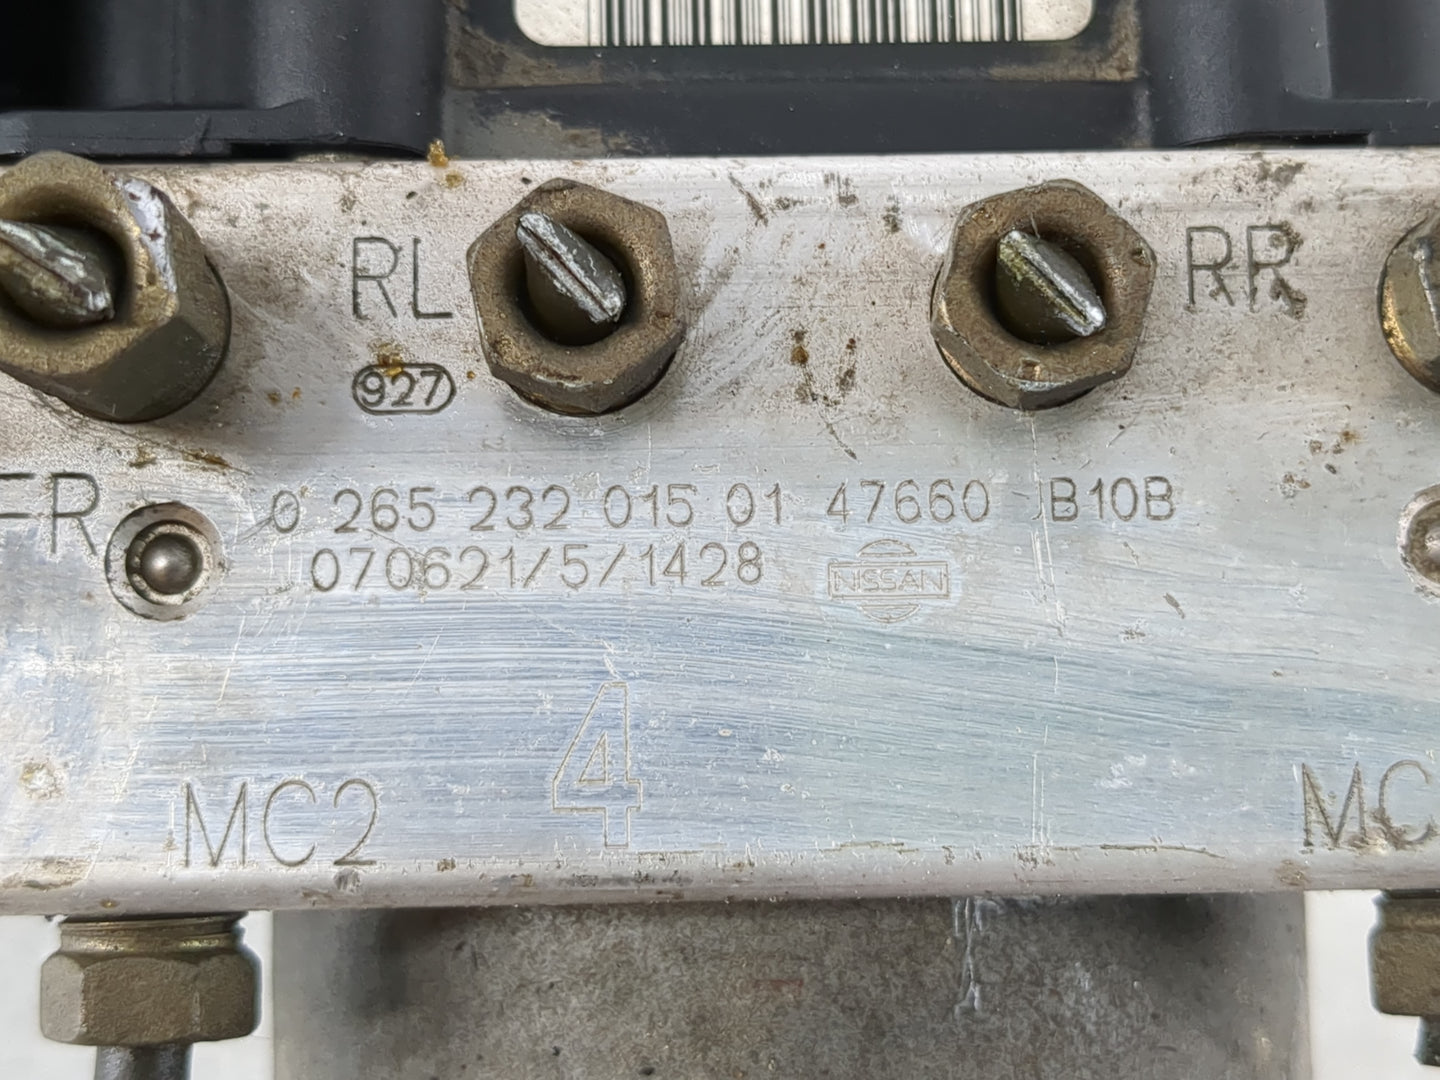 RL
RR
927
FR
0 265 232 015 01 47660 JB10B
070621/5/1428
NISSAN
4
MC2
MC